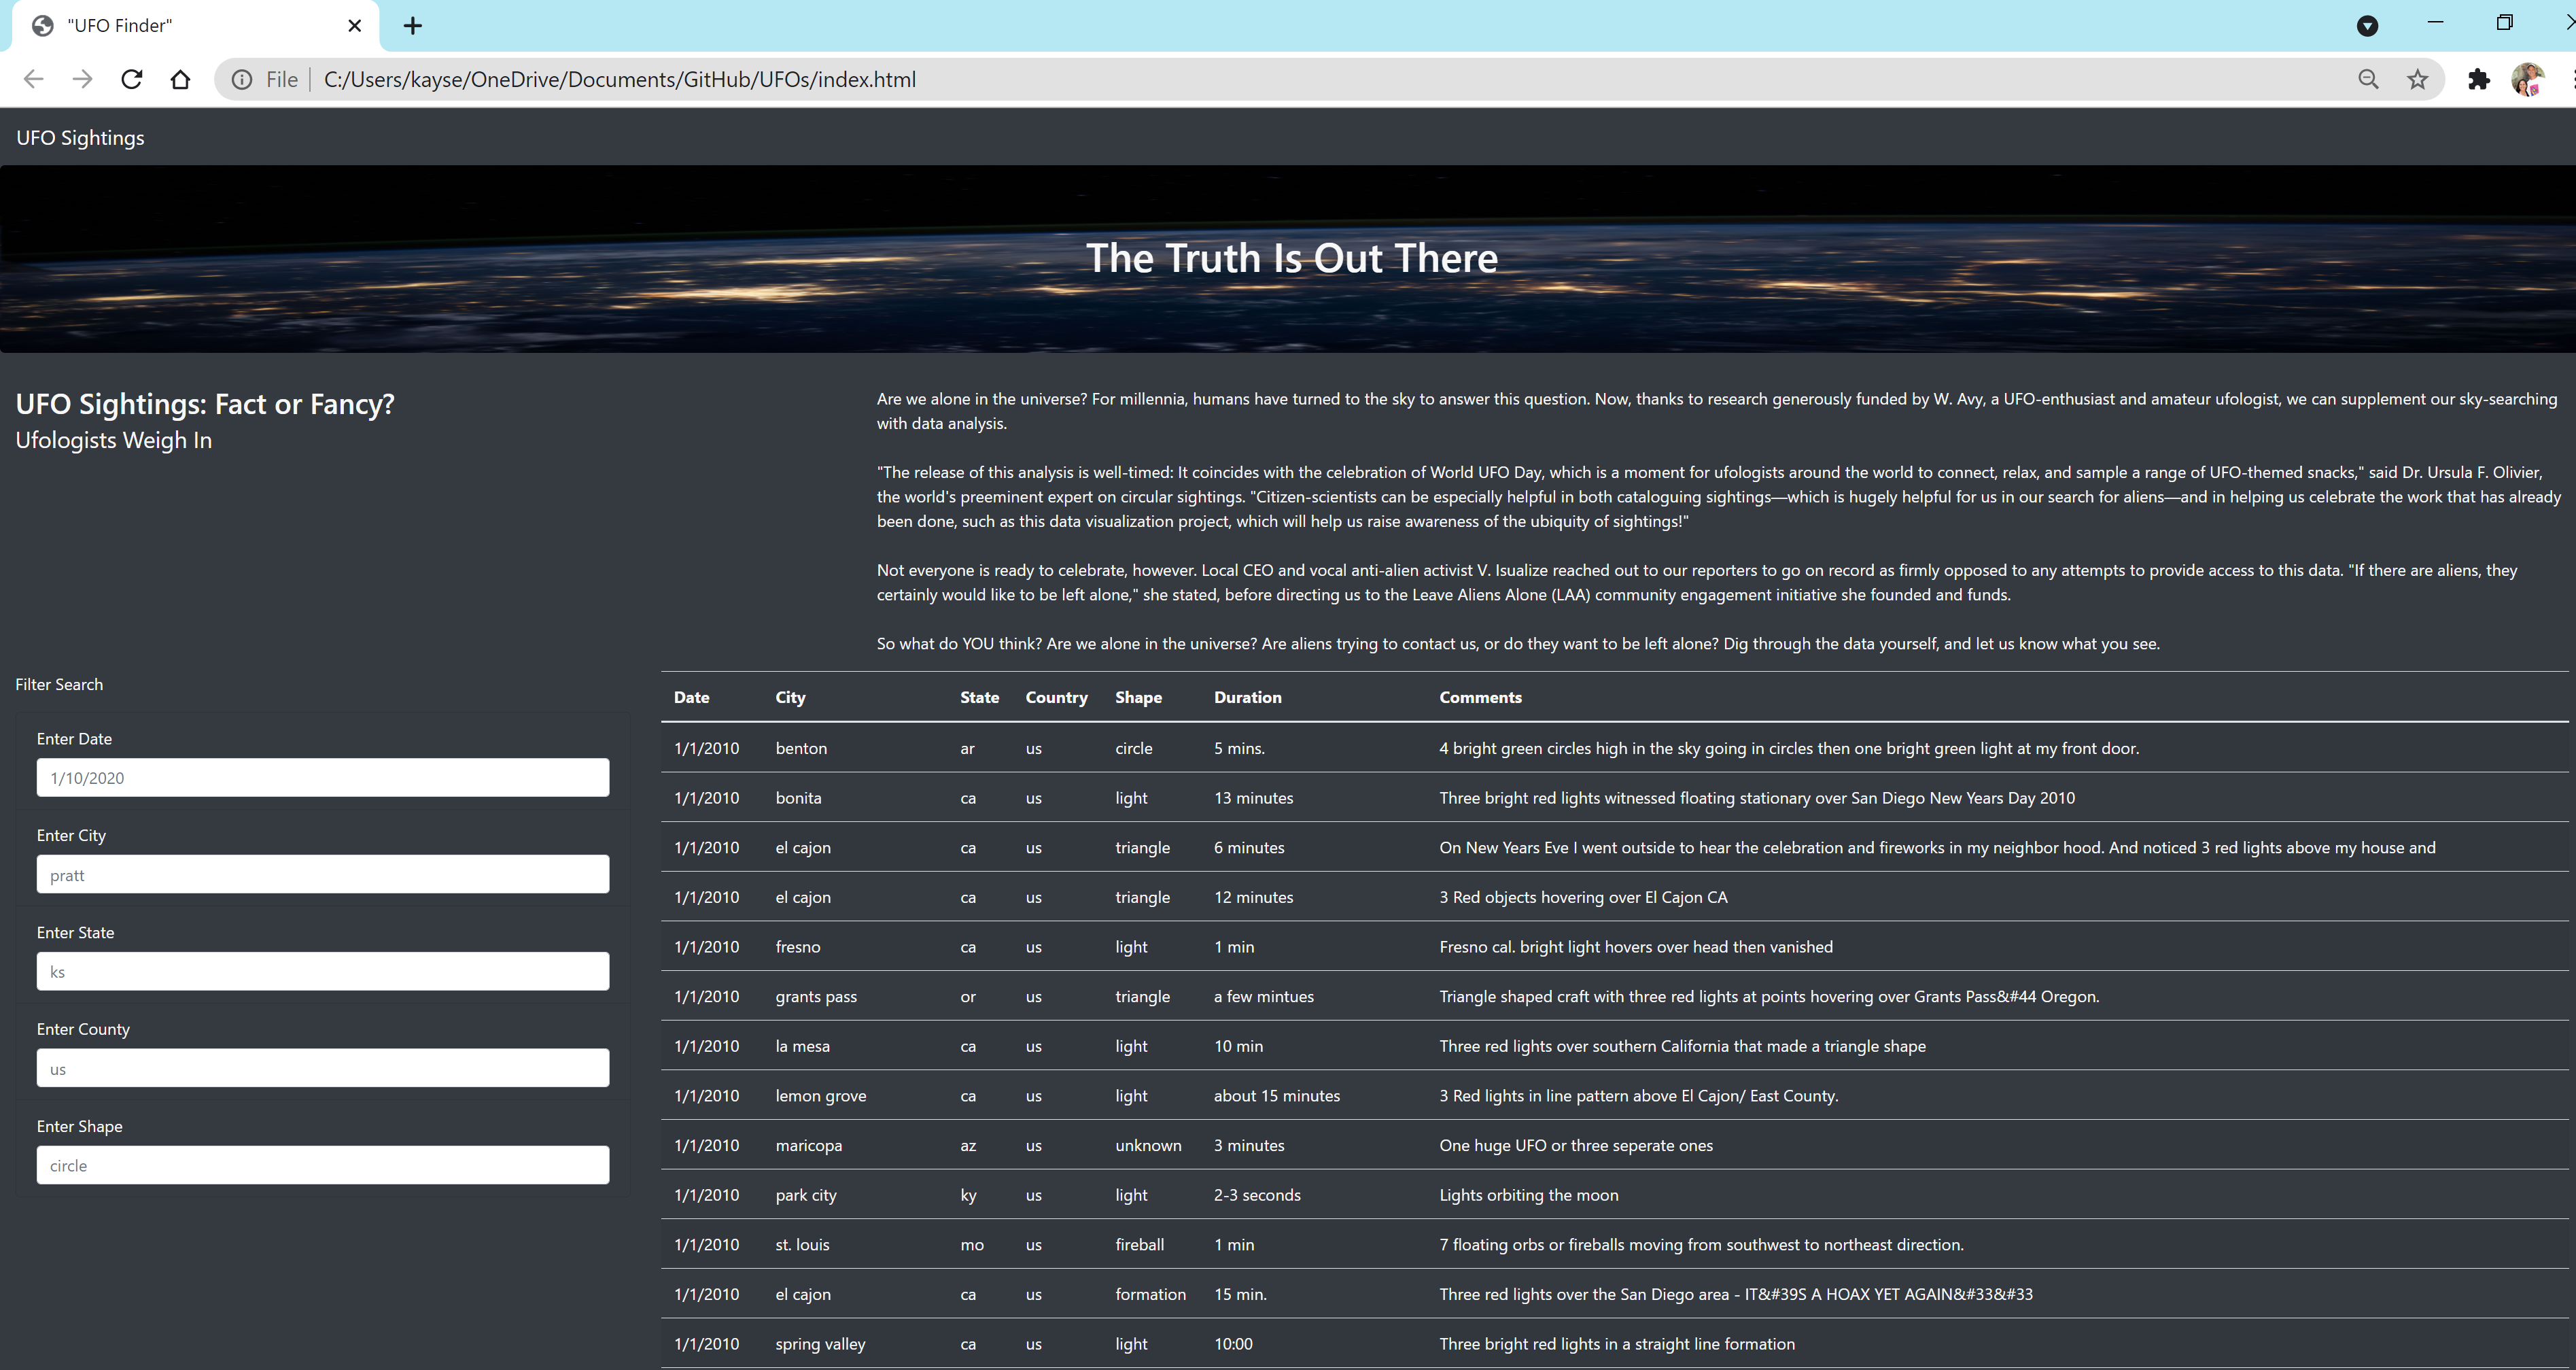 "UFO Finder"
File
C:/Users/kayse/OneDrive/Documents/GitHub/UFOs/index.html
UFO Sightings
The Truth Is Out There
UFO Sightings: Fact or Fancy?
Ufologists Weigh In
Are we alone in the universe? For millennia, humans have turned to the sky to answer this question. Now, thanks to research generously funded by W. Avy, a UFO-enthusiast and amateur ufologist, we can supplement our sky-searching
with data analysis.
"The release of this analysis is well-timed: It coincides with the celebration of World UFO Day, which is a moment for ufologists around the world to connect, relax, and sample a range of UFO-themed snacks," said Dr. Ursula F. Olivier,
the world's preeminent expert on circular sightings. "Citizen-scientists can be especially helpful in both cataloguing sightings—which is hugely helpful for us in our search for aliens—and in helping us celebrate the work that has already
been done, such as this data visualization project, which will help us raise awareness of the ubiquity of sightings!"
Not everyone is ready to celebrate, however. Local CEO and vocal anti-alien activist V. Isualize reached out to our reporters to go on record as firmly opposed to any attempts to provide access to this data. "If there are aliens, they
certainly would like to be left alone," she stated, before directing us to the Leave Aliens Alone (LAA) community engagement initiative she founded and funds.
So what do YOU think? Are we alone in the universe? Are aliens trying to contact us, or do they want to be left alone? Dig through the data yourself, and let us know what you see.
Filter Search
Enter Date
1/10/2020
Enter City
pratt
Enter State
ks
Enter County
us
Enter Shape
circle
Date City State Country Shape Duration Comments
1/1/2010 benton ar us circle 5 mins. 4 bright green circles high in the sky going in circles then one bright green light at my front door.
1/1/2010 bonita ca us light 13 minutes Three bright red lights witnessed floating stationary over San Diego New Years Day 2010
1/1/2010 el cajon ca us triangle 6 minutes On New Years Eve I went outside to hear the celebration and fireworks in my neighbor hood. And noticed 3 red lights above my house and
1/1/2010 el cajon ca us triangle 12 minutes 3 Red objects hovering over El Cajon CA
1/1/2010 fresno ca us light 1 min Fresno cal. bright light hovers over head then vanished
1/1/2010 grants pass or us triangle a few mintues Triangle shaped craft with three red lights at points hovering over Grants Pass&#44 Oregon.
1/1/2010 la mesa ca us light 10 min Three red lights over southern California that made a triangle shape
1/1/2010 lemon grove ca us light about 15 minutes 3 Red lights in line pattern above El Cajon/ East County.
1/1/2010 maricopa az us unknown 3 minutes One huge UFO or three seperate ones
1/1/2010 park city ky us light 2-3 seconds Lights orbiting the moon
1/1/2010 st. louis mo us fireball 1 min 7 floating orbs or fireballs moving from southwest to northeast direction.
1/1/2010 el cajon ca us formation 15 min. Three red lights over the San Diego area - IT&#39S A HOAX YET AGAIN&#33&#33
1/1/2010 spring valley ca us light 10:00 Three bright red lights in a straight line formation